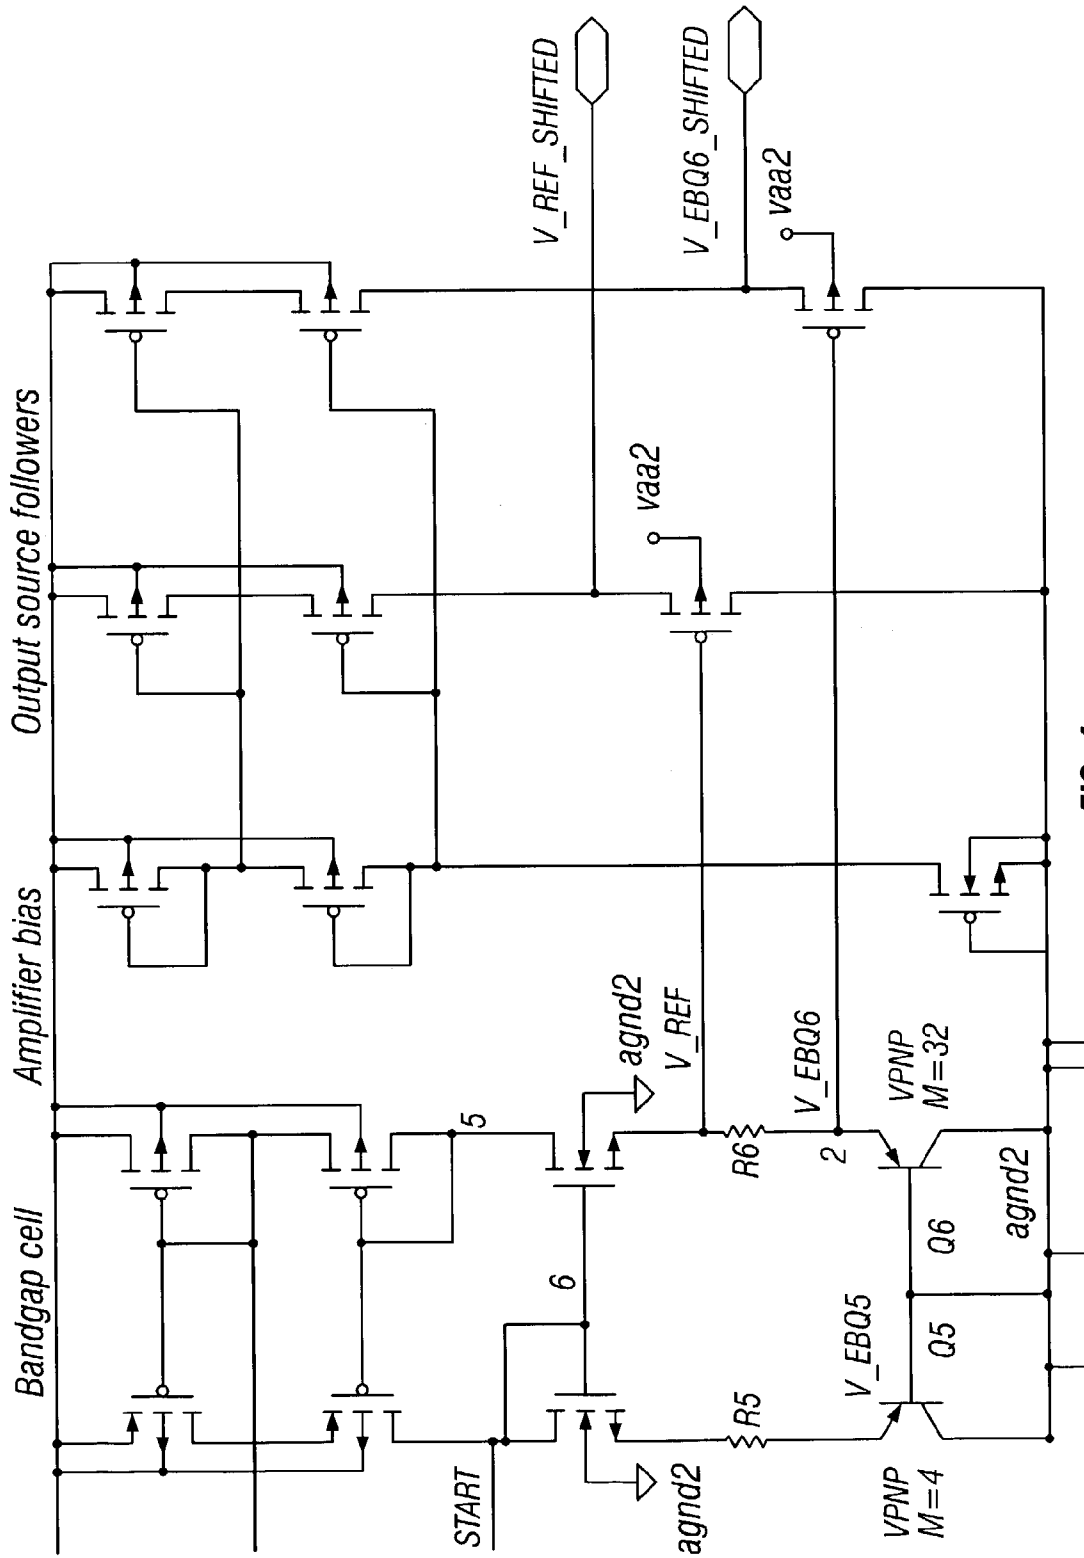 Bandgap cell
Amplifier bias
Output source followers
V_REF_SHIFTED
V_EBQ6_SHIFTED
vaa2
vaa2
START
5
6
agnd2
agnd2
V_REF
R5
R6
V_EBQ5
V_EBQ6
2
VPNP
M=4
Q5
Q6
VPNP
M=32
agnd2